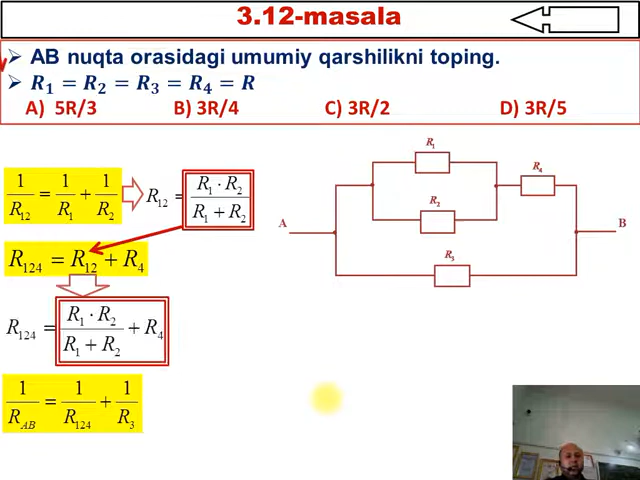 3.12-masala
➢ AB nuqta orasidagi umumiy qarshilikni toping.
➢ R₁ = R₂ = R₃ = R₄ = R
A) 5R/3 B) 3R/4 C) 3R/2 D) 3R/5
1/R₁₂ = 1/R₁ + 1/R₂
R₁₂ = (R₁ · R₂)/(R₁ + R₂)
R₁₂₄ = R₁₂ + R₄
R₁₂₄ = (R₁ · R₂)/(R₁ + R₂) + R₄
1/R_AB = 1/R₁₂₄ + 1/R₃
R₁
R₄
R₂
A
B
R₃